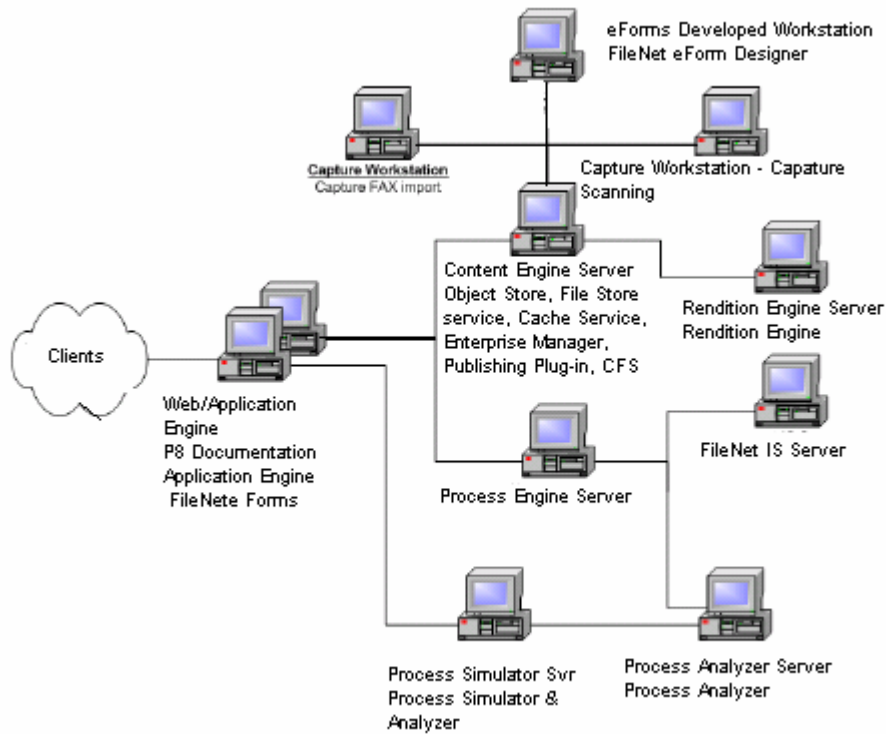 eForms Developed Workstation
FileNet eForm Designer
Capture Workstation
Capture FAX import
Capture Workstation - Capature
Scanning
Content Engine Server
Object Store, File Store
service, Cache Service,
Enterprise Manager,
Publishing Plug-in, CFS
Rendition Engine Server
Rendition Engine
Clients
Web/Application
Engine
P8 Documentation
Application Engine
FileNete Forms
FileNet IS Server
Process Engine Server
Process Simulator Svr
Process Simulator &
Analyzer
Process Analyzer Server
Process Analyzer